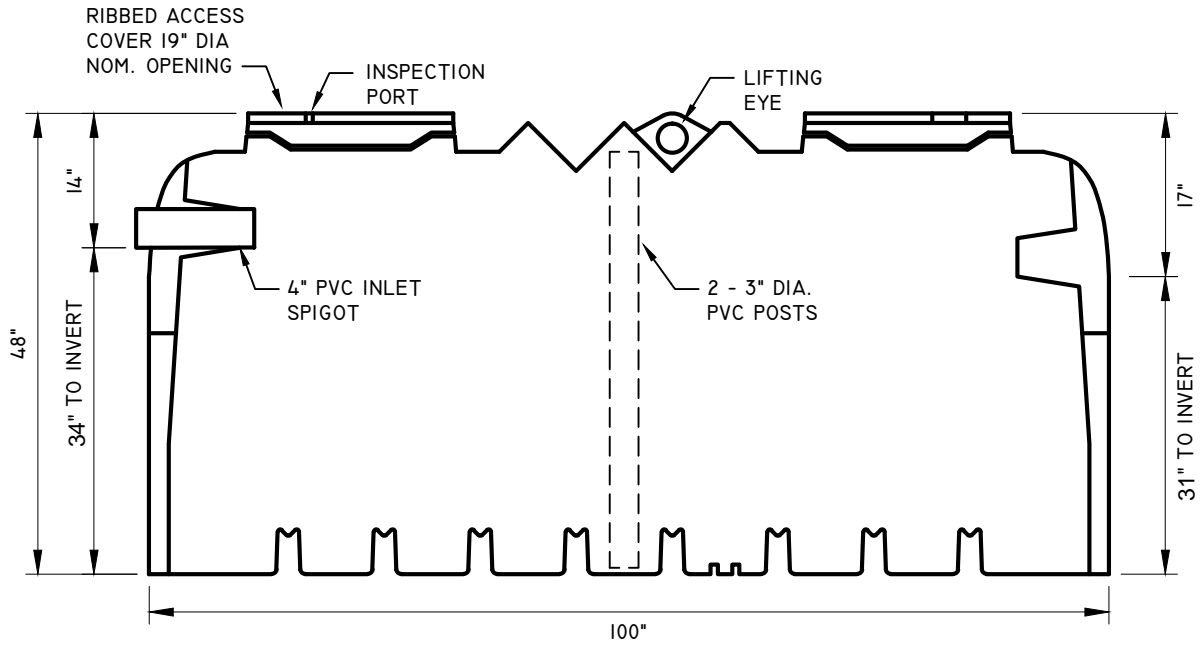 RIBBED ACCESS
COVER 19" DIA
NOM. OPENING
INSPECTION
PORT
LIFTING
EYE
14"
17"
4" PVC INLET
SPIGOT
2 - 3" DIA.
PVC POSTS
48"
34" TO INVERT
31" TO INVERT
100"